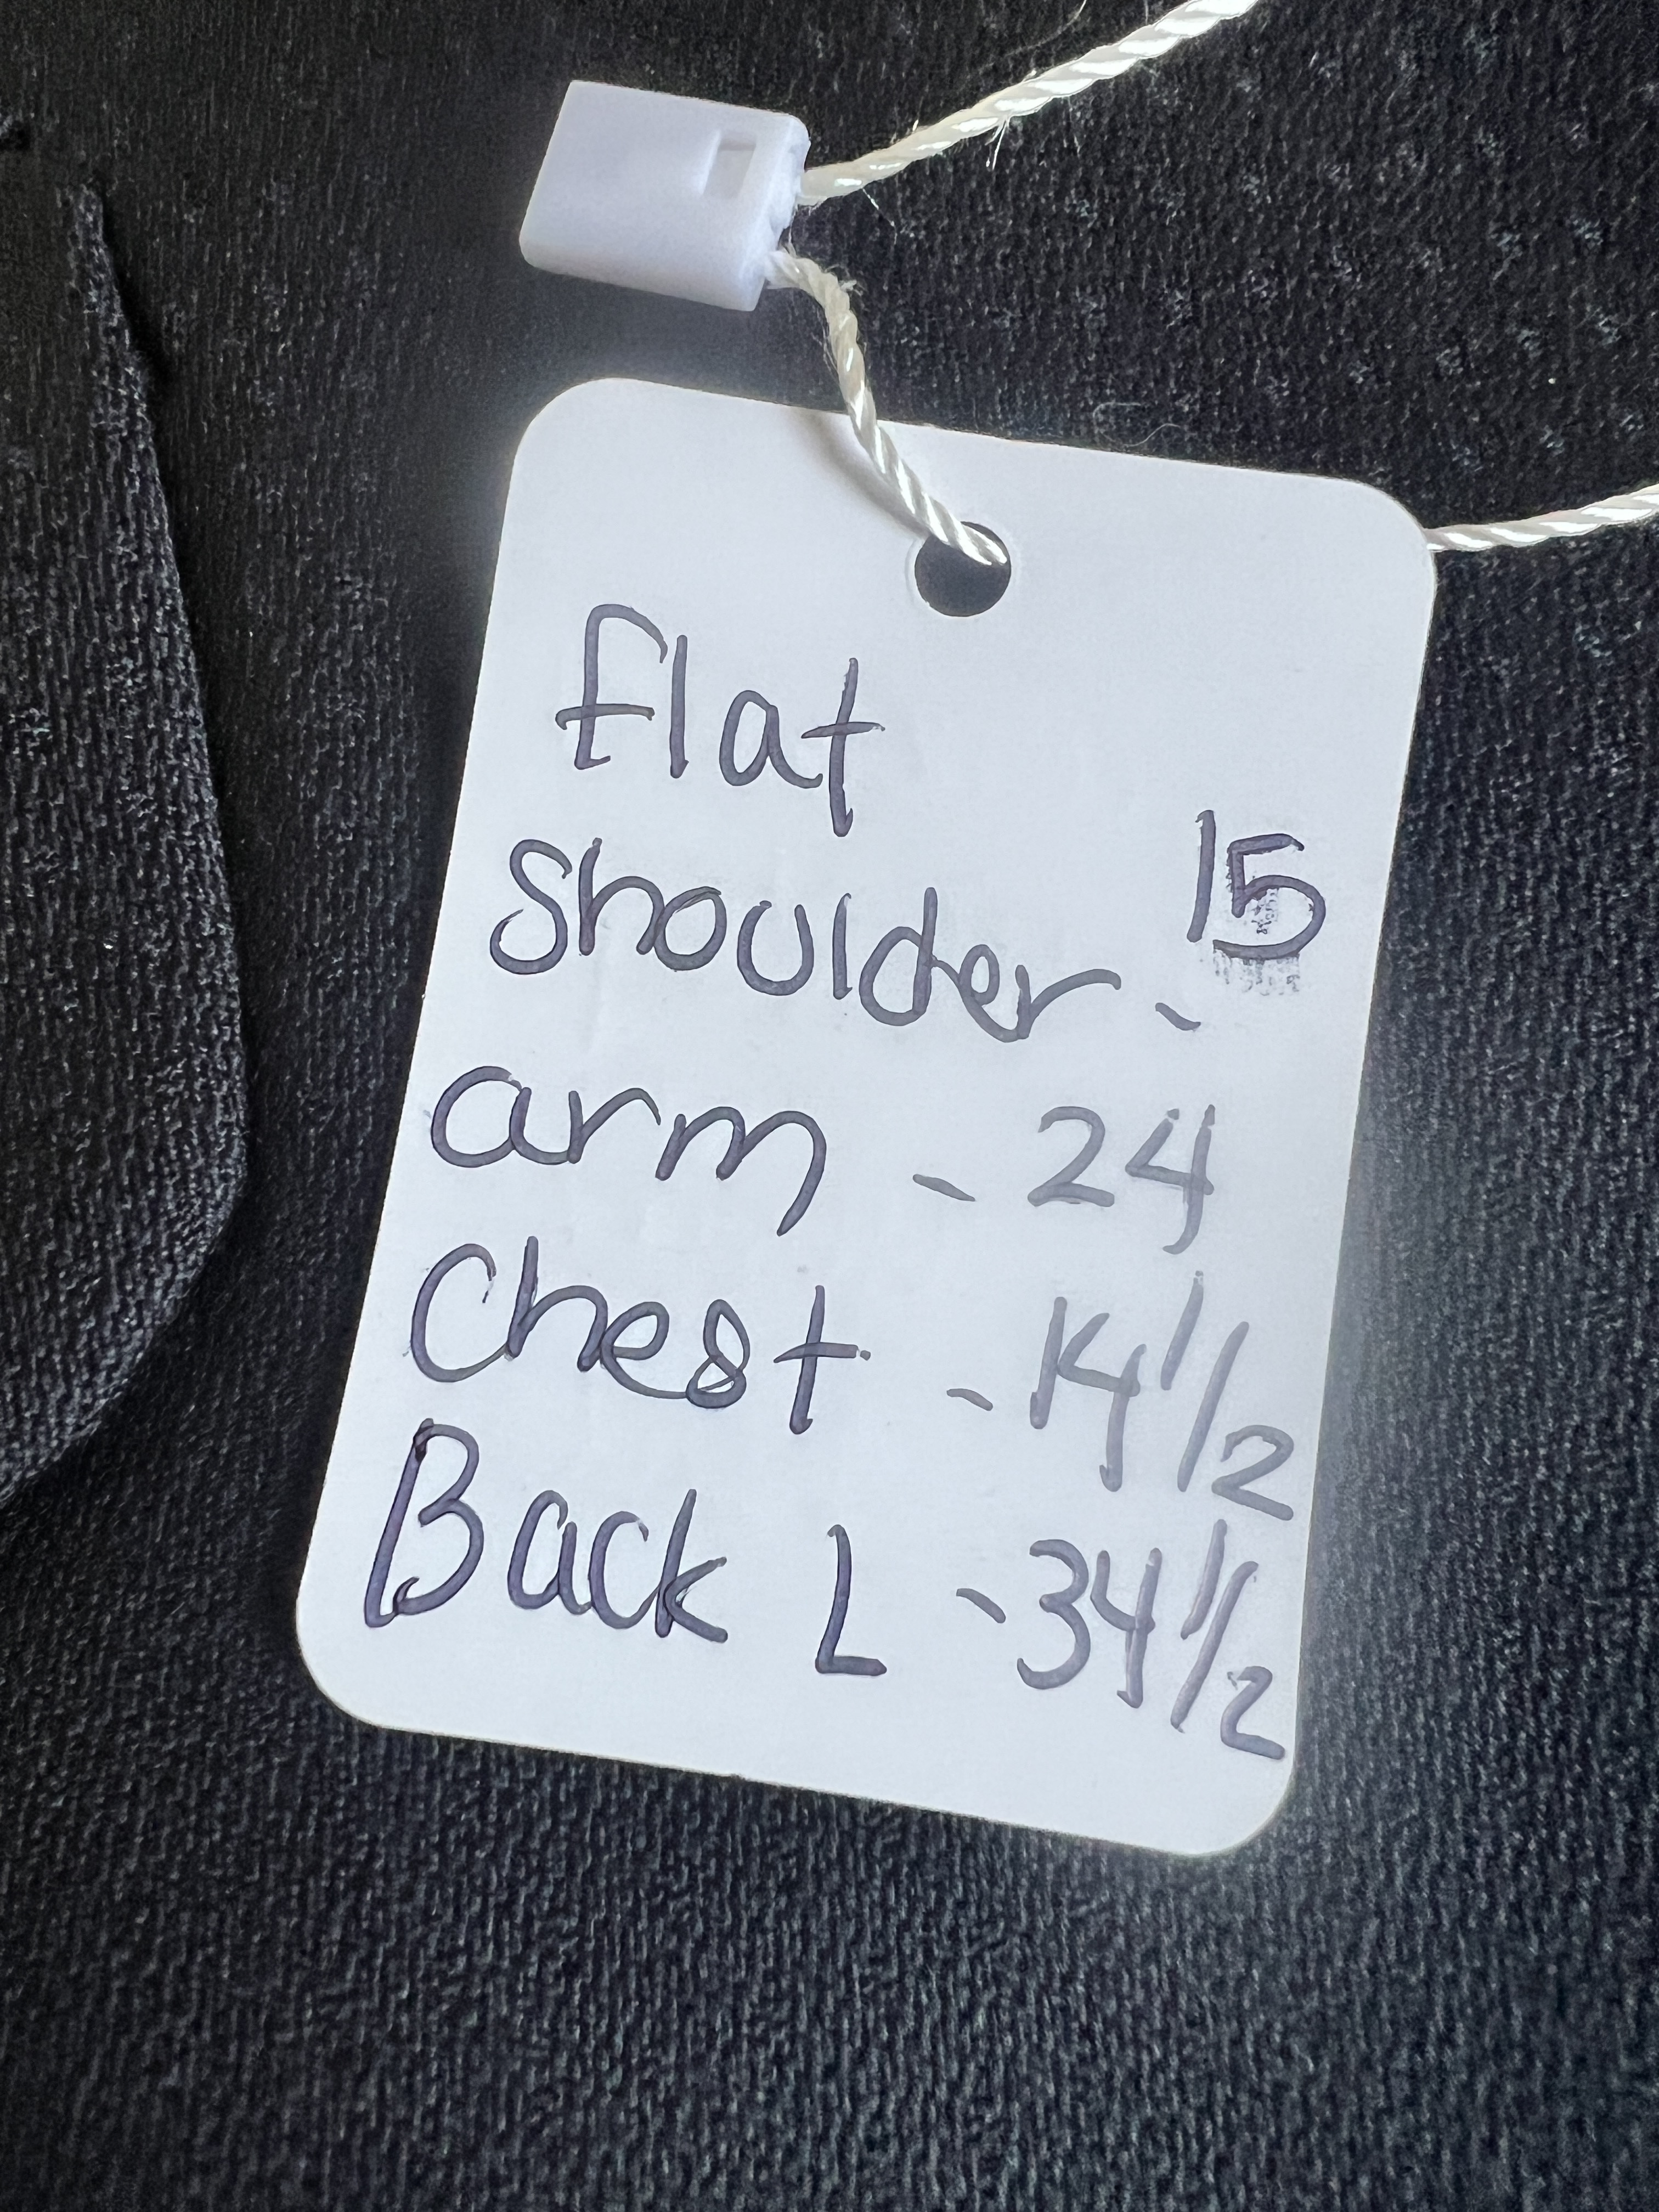 flat
Shoulder - 15
arm - 24
Chest - 14 1/2
Back L - 34 1/2